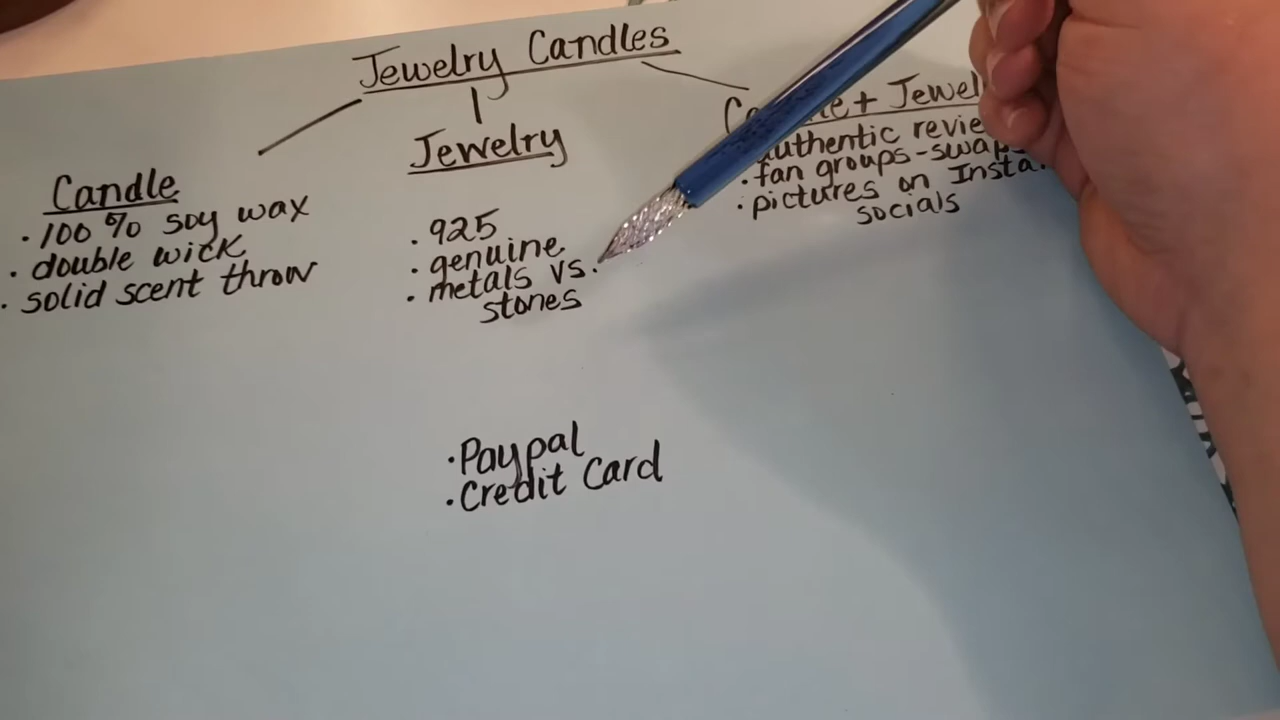 Jewelry Candles
Candle
• 100% soy wax
• double wick
• solid scent throw
Jewelry
• 925
• genuine
• metals vs.
stones
+ Jewel
authentic revie
• fan groups-swaps
• pictures on Insta.
socials
• Paypal
• Credit Card